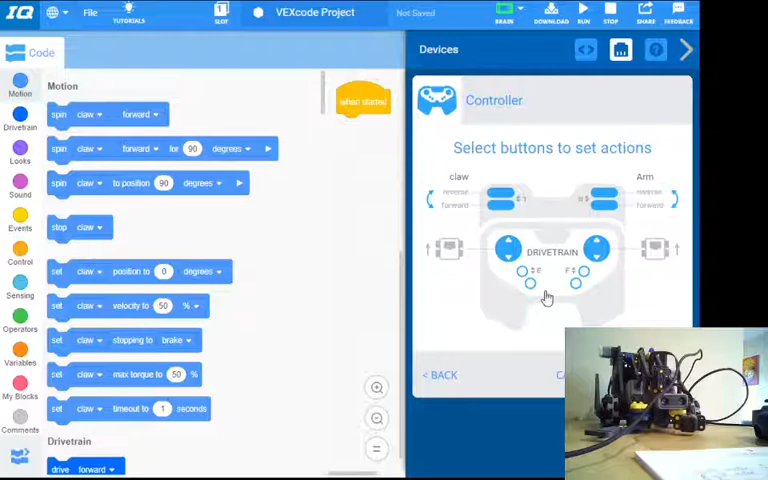 IQ File TUTORIALS 1 SLOT VEXcode Project Not Saved BRAIN DOWNLOAD RUN STOP SHARE FEEDBACK
Code
Devices
Motion
Drivetrain
Looks
Sound
Events
Control
Sensing
Operators
Variables
My Blocks
Comments
Motion
spin claw forward
spin claw forward for 90 degrees
spin claw to position 90 degrees
stop claw
set claw position to 0 degrees
set claw velocity to 50 %
set claw stopping to brake
set claw max torque to 50 %
set claw timeout to 1 seconds
Drivetrain
drive forward
when started
Controller
Select buttons to set actions
claw Arm
reverse reverse
forward forward
DRIVETRAIN
E F
< BACK